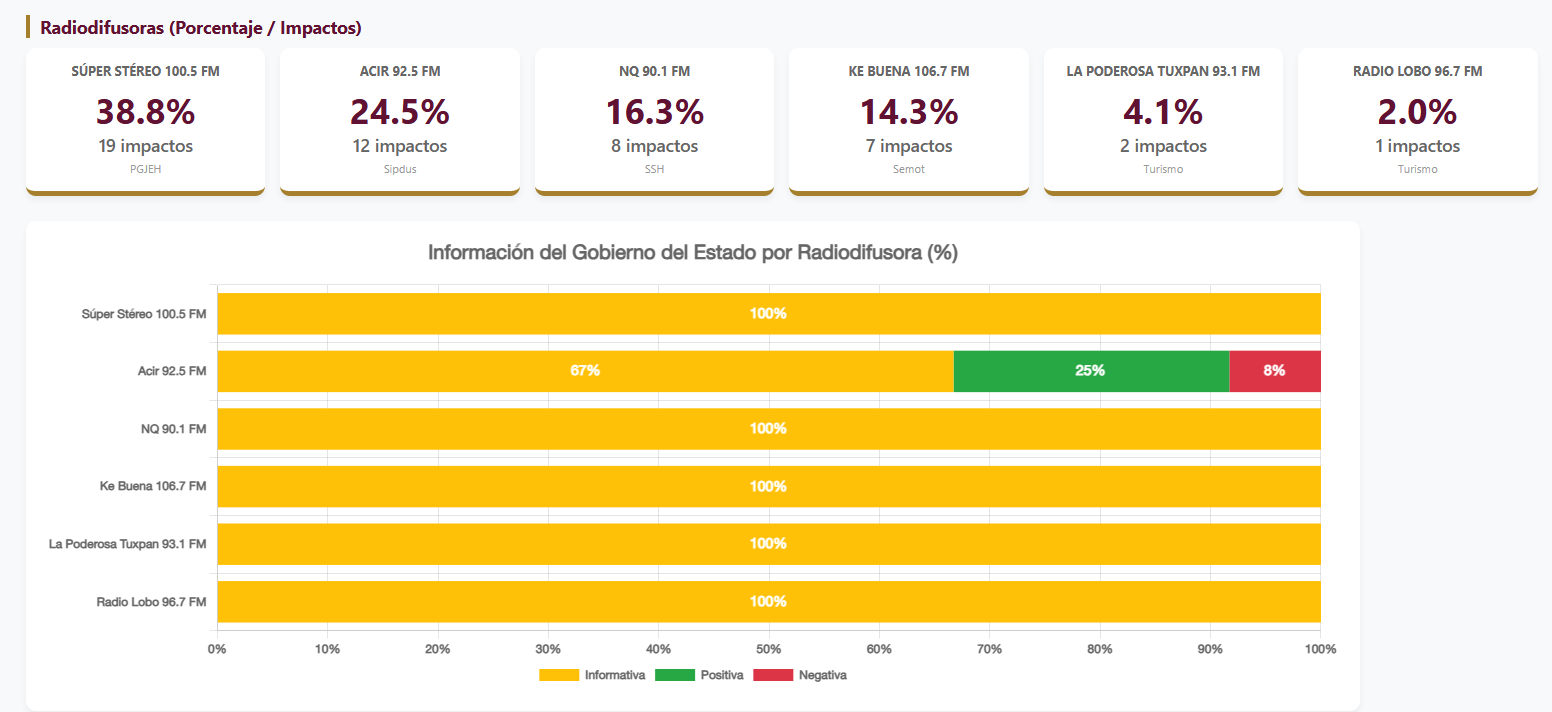 Radiodifusoras (Porcentaje / Impactos)
SÚPER STÉREO 100.5 FM
38.8%
19 impactos
PGJEH
ACIR 92.5 FM
24.5%
12 impactos
Sipdus
NQ 90.1 FM
16.3%
8 impactos
SSH
KE BUENA 106.7 FM
14.3%
7 impactos
Semot
LA PODEROSA TUXPAN 93.1 FM
4.1%
2 impactos
Turismo
RADIO LOBO 96.7 FM
2.0%
1 impactos
Turismo
Información del Gobierno del Estado por Radiodifusora (%)
Súper Stéreo 100.5 FM 100%
Acir 92.5 FM 67% 25% 8%
NQ 90.1 FM 100%
Ke Buena 106.7 FM 100%
La Poderosa Tuxpan 93.1 FM 100%
Radio Lobo 96.7 FM 100%
0% 10% 20% 30% 40% 50% 60% 70% 80% 90% 100%
Informativa Positiva Negativa